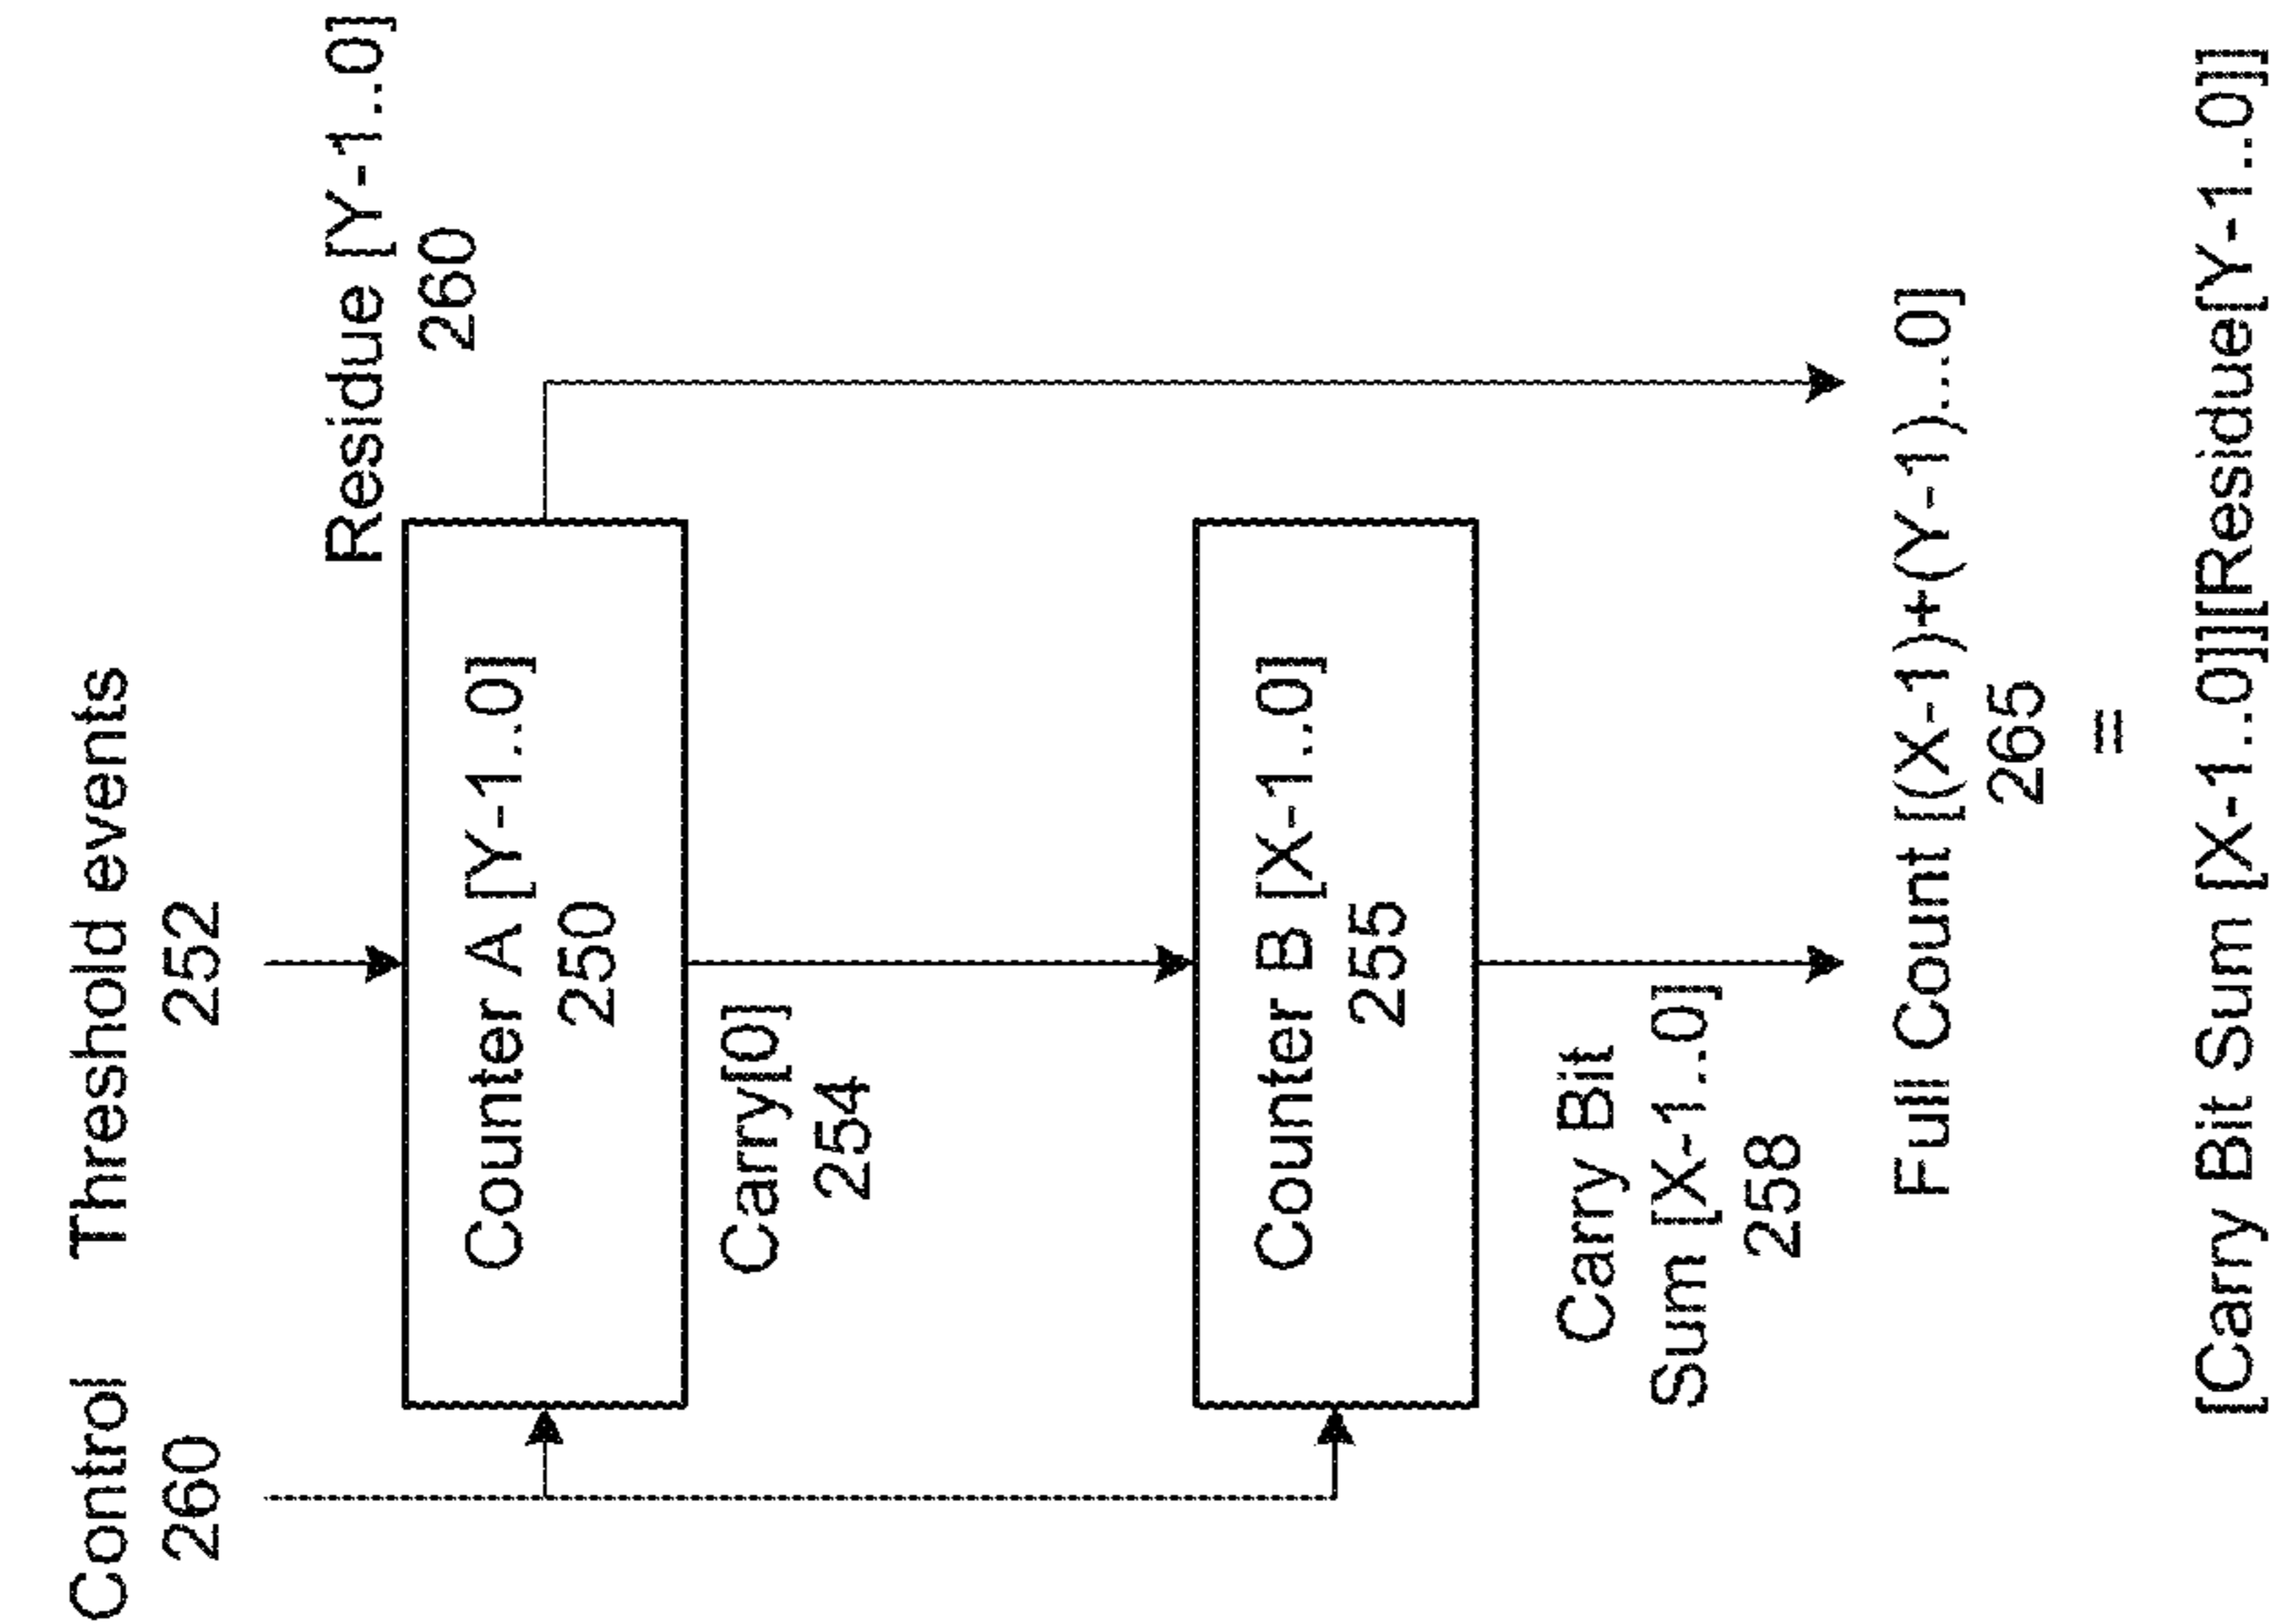 Control
260
Threshold events
252
Residue [Y-1..0]
260
Counter A [Y-1..0]
250
Carry[0]
254
Counter B [X-1..0]
255
Carry Bit
Sum [X-1..0]
258
Full Count [(X-1)+(Y-1)...0]
265
=
[Carry Bit Sum [X-1..0]][Residue[Y-1..0]]